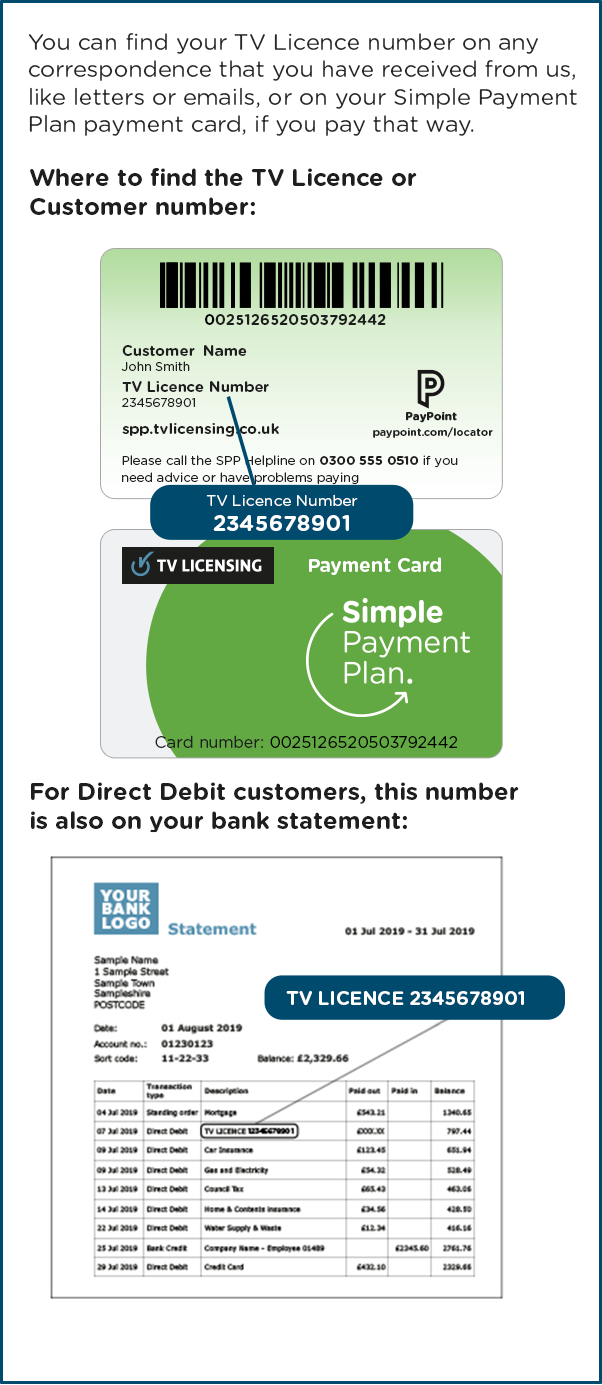 You can find your TV Licence number on any
correspondence that you have received from us,
like letters or emails, or on your Simple Payment
Plan payment card, if you pay that way.
Where to find the TV Licence or
Customer number:
0025126520503792442
Customer Name
John Smith
TV Licence Number
2345678901
spp.tvlicensing.co.uk
PayPoint
paypoint.com/locator
Please call the SPP Helpline on 0300 555 0510 if you
need advice or have problems paying
TV Licence Number
2345678901
TV LICENSING
Payment Card
Simple
Payment
Plan.
Card number: 0025126520503792442
For Direct Debit customers, this number
is also on your bank statement:
YOUR
BANK
LOGO
Statement
01 Jul 2019 - 31 Jul 2019
Sample Name
1 Sample Street
Sample Town
Sampleshire
POSTCODE
TV LICENCE 2345678901
Date: 01 August 2019
Account no.: 01230123
Sort code: 11-22-33 Balance: £2,329.66
Date Transaction type Description Paid out Paid in Balance
04 Jul 2019 Standing order Mortgage £543.21 1340.65
07 Jul 2019 Direct Debit TV LICENCE 12345678901 £XXX.XX 797.44
09 Jul 2019 Direct Debit Car Insurance £123.45 651.94
09 Jul 2019 Direct Debit Gas and Electricity £54.32 528.49
13 Jul 2019 Direct Debit Council Tax £65.43 463.06
14 Jul 2019 Direct Debit Home & Contents insurance £34.56 428.50
22 Jul 2019 Direct Debit Water Supply & Waste £12.34 416.16
25 Jul 2019 Bank Credit Company Name - Employee 01489 £2345.60 2761.76
29 Jul 2019 Direct Debit Credit Card £432.10 2329.66